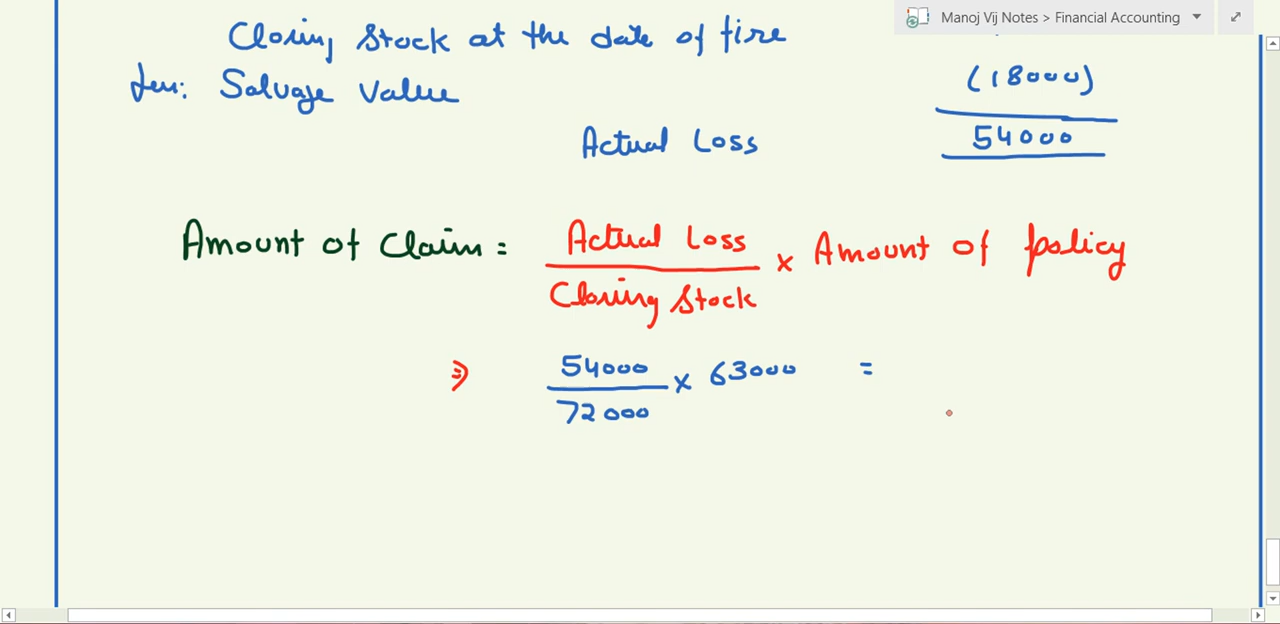 Manoj Vij Notes > Financial Accounting
Closing Stock at the date of fire
Less: Salvage Value (18000)
Actual Loss 54000
Amount of Claim = Actual Loss / Closing Stock × Amount of policy
⇒ 54000 / 72000 × 63000 =